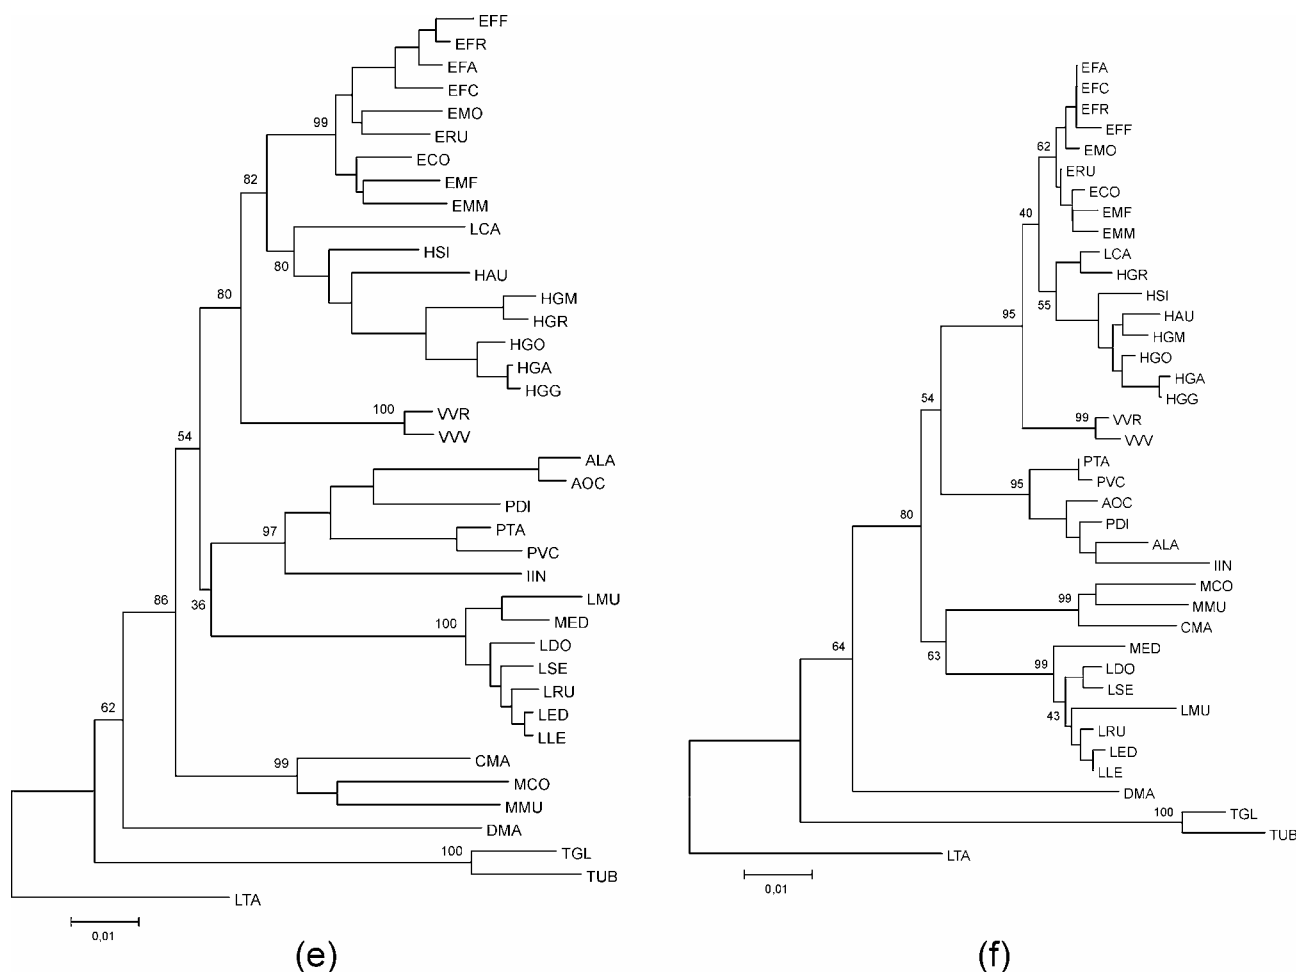 EFF
EFR
EFA
EFC
EMO
99
ERU
ECO
82
EMF
EMM
LCA
HSI
80
HAU
80
HGM
HGR
HGO
HGA
HGG
100
VVR
VVV
54
ALA
AOC
PDI
97
PTA
PVC
IIN
86
36
LMU
100
MED
LDO
LSE
LRU
62
LED
LLE
99
CMA
MCO
MMU
DMA
100
TGL
TUB
LTA
0,01
(e)
EFA
EFC
EFR
EFF
62
EMO
ERU
ECO
40
EMF
EMM
LCA
HGR
55
HSI
95
HAU
HGM
HGO
HGA
HGG
54
99
VVR
VVV
PTA
95
PVC
AOC
80
PDI
ALA
IIN
MCO
99
MMU
CMA
64
63
MED
99
LDO
LSE
43
LMU
LRU
LED
LLE
DMA
100
TGL
TUB
LTA
0,01
(f)